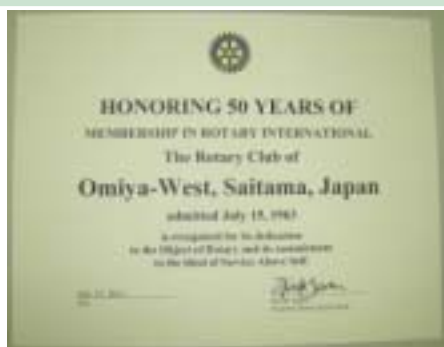 HONORING 50 YEARS OF
MEMBERSHIP IN ROTARY INTERNATIONAL
The Rotary Club of
Omiya-West, Saitama, Japan
admitted July 15, 1963
is recognized for its dedication
to the Object of Rotary and its commitment
to the Ideal of Service Above Self.